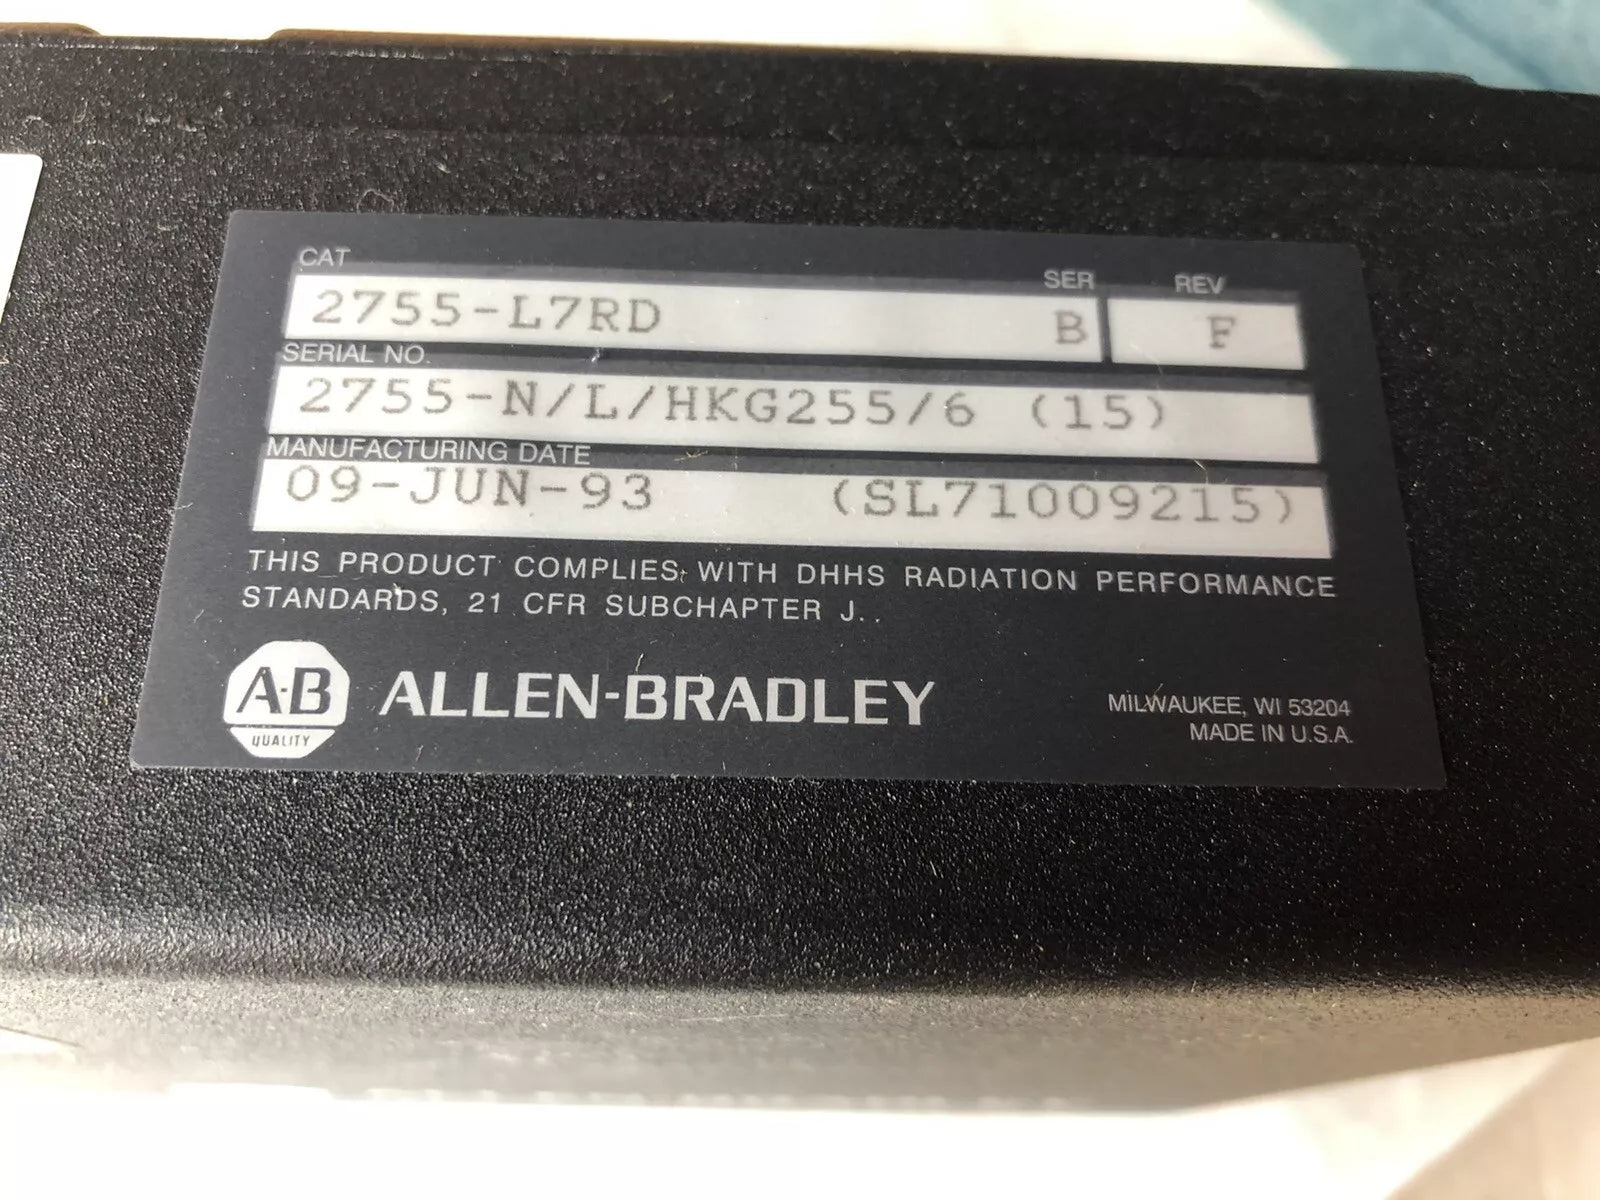 CAT SER REV
2755-L7RD B F
SERIAL NO.
2755-N/L/HKG255/6 (15)
MANUFACTURING DATE
09-JUN-93 (SL71009215)
THIS PRODUCT COMPLIES WITH DHHS RADIATION PERFORMANCE
STANDARDS, 21 CFR SUBCHAPTER J..
A-B
QUALITY
ALLEN-BRADLEY
MILWAUKEE, WI 53204
MADE IN U.S.A.